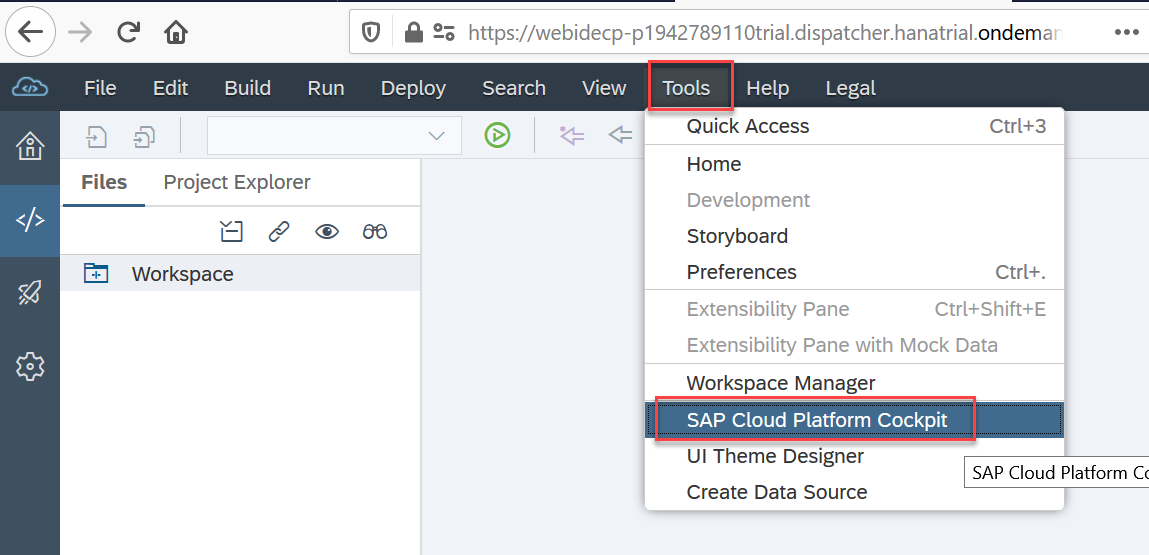 https://webidecp-p1942789110trial.dispatcher.hanatrial.ondeman
File Edit Build Run Deploy Search View Tools Help Legal
Quick Access Ctrl+3
Home
Development
Storyboard
Preferences Ctrl+.
Extensibility Pane Ctrl+Shift+E
Extensibility Pane with Mock Data
Workspace Manager
SAP Cloud Platform Cockpit
UI Theme Designer
Create Data Source
SAP Cloud Platform Co
Files Project Explorer
Workspace